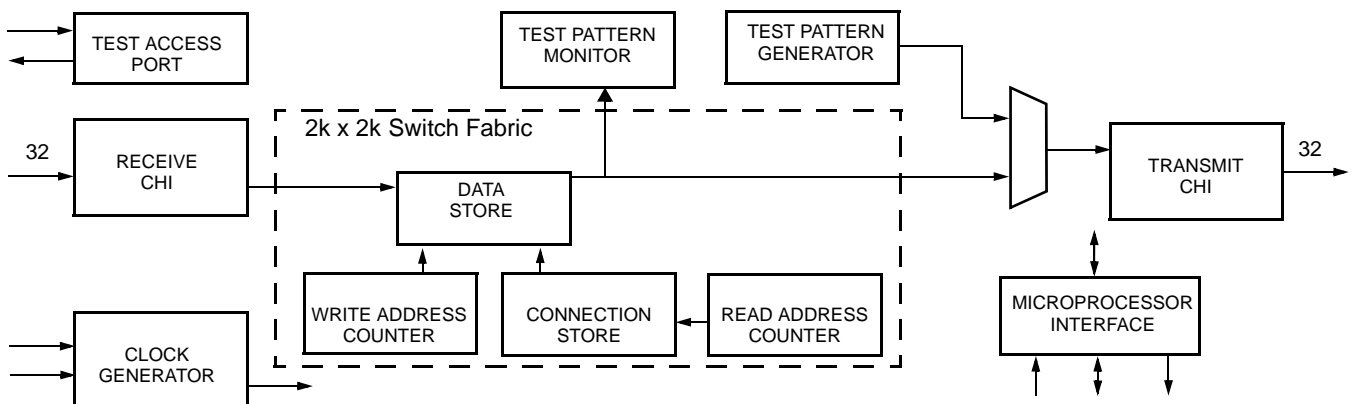 TEST ACCESS
PORT
TEST PATTERN
MONITOR
TEST PATTERN
GENERATOR
2k x 2k Switch Fabric
32
RECEIVE
CHI
DATA
STORE
TRANSMIT
CHI
32
WRITE ADDRESS
COUNTER
CONNECTION
STORE
READ ADDRESS
COUNTER
MICROPROCESSOR
INTERFACE
CLOCK
GENERATOR